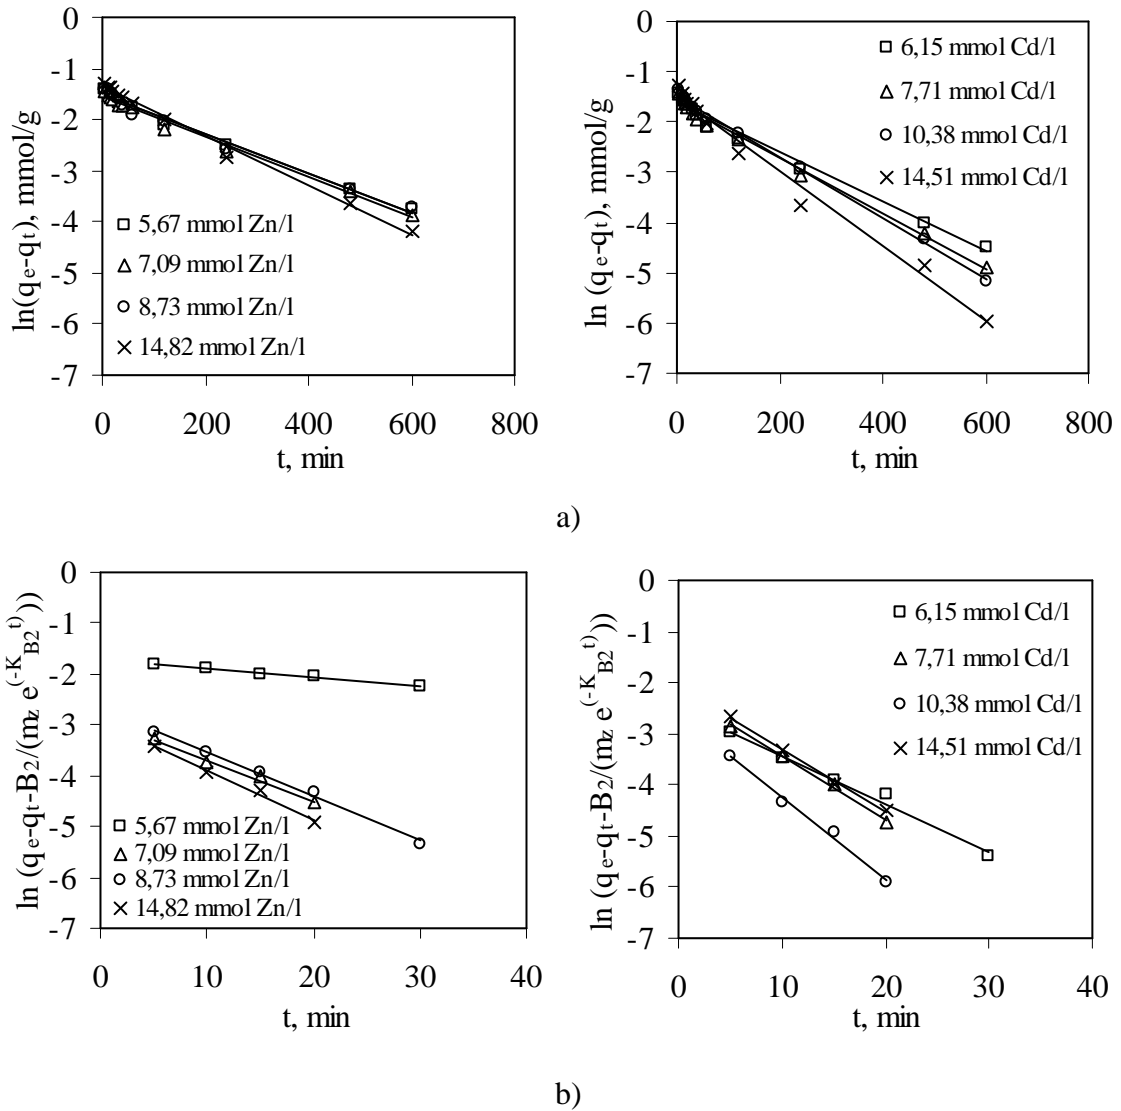 0
-1
-2
-3
-4
-5
-6
-7
0 200 400 600 800
t, min
ln(qe-qt), mmol/g
5,67 mmol Zn/l
7,09 mmol Zn/l
8,73 mmol Zn/l
14,82 mmol Zn/l
0
-1
-2
-3
-4
-5
-6
-7
0 200 400 600 800
t, min
ln (qe-qt), mmol/g
6,15 mmol Cd/l
7,71 mmol Cd/l
10,38 mmol Cd/l
14,51 mmol Cd/l
a)
0
-1
-2
-3
-4
-5
-6
-7
0 10 20 30 40
t, min
ln (qe-qt-B2/(mz e(-KB2t)))
5,67 mmol Zn/l
7,09 mmol Zn/l
8,73 mmol Zn/l
14,82 mmol Zn/l
0
-1
-2
-3
-4
-5
-6
-7
0 10 20 30 40
t, min
ln (qe-qt-B2/(mz e(-KB2t)))
6,15 mmol Cd/l
7,71 mmol Cd/l
10,38 mmol Cd/l
14,51 mmol Cd/l
b)